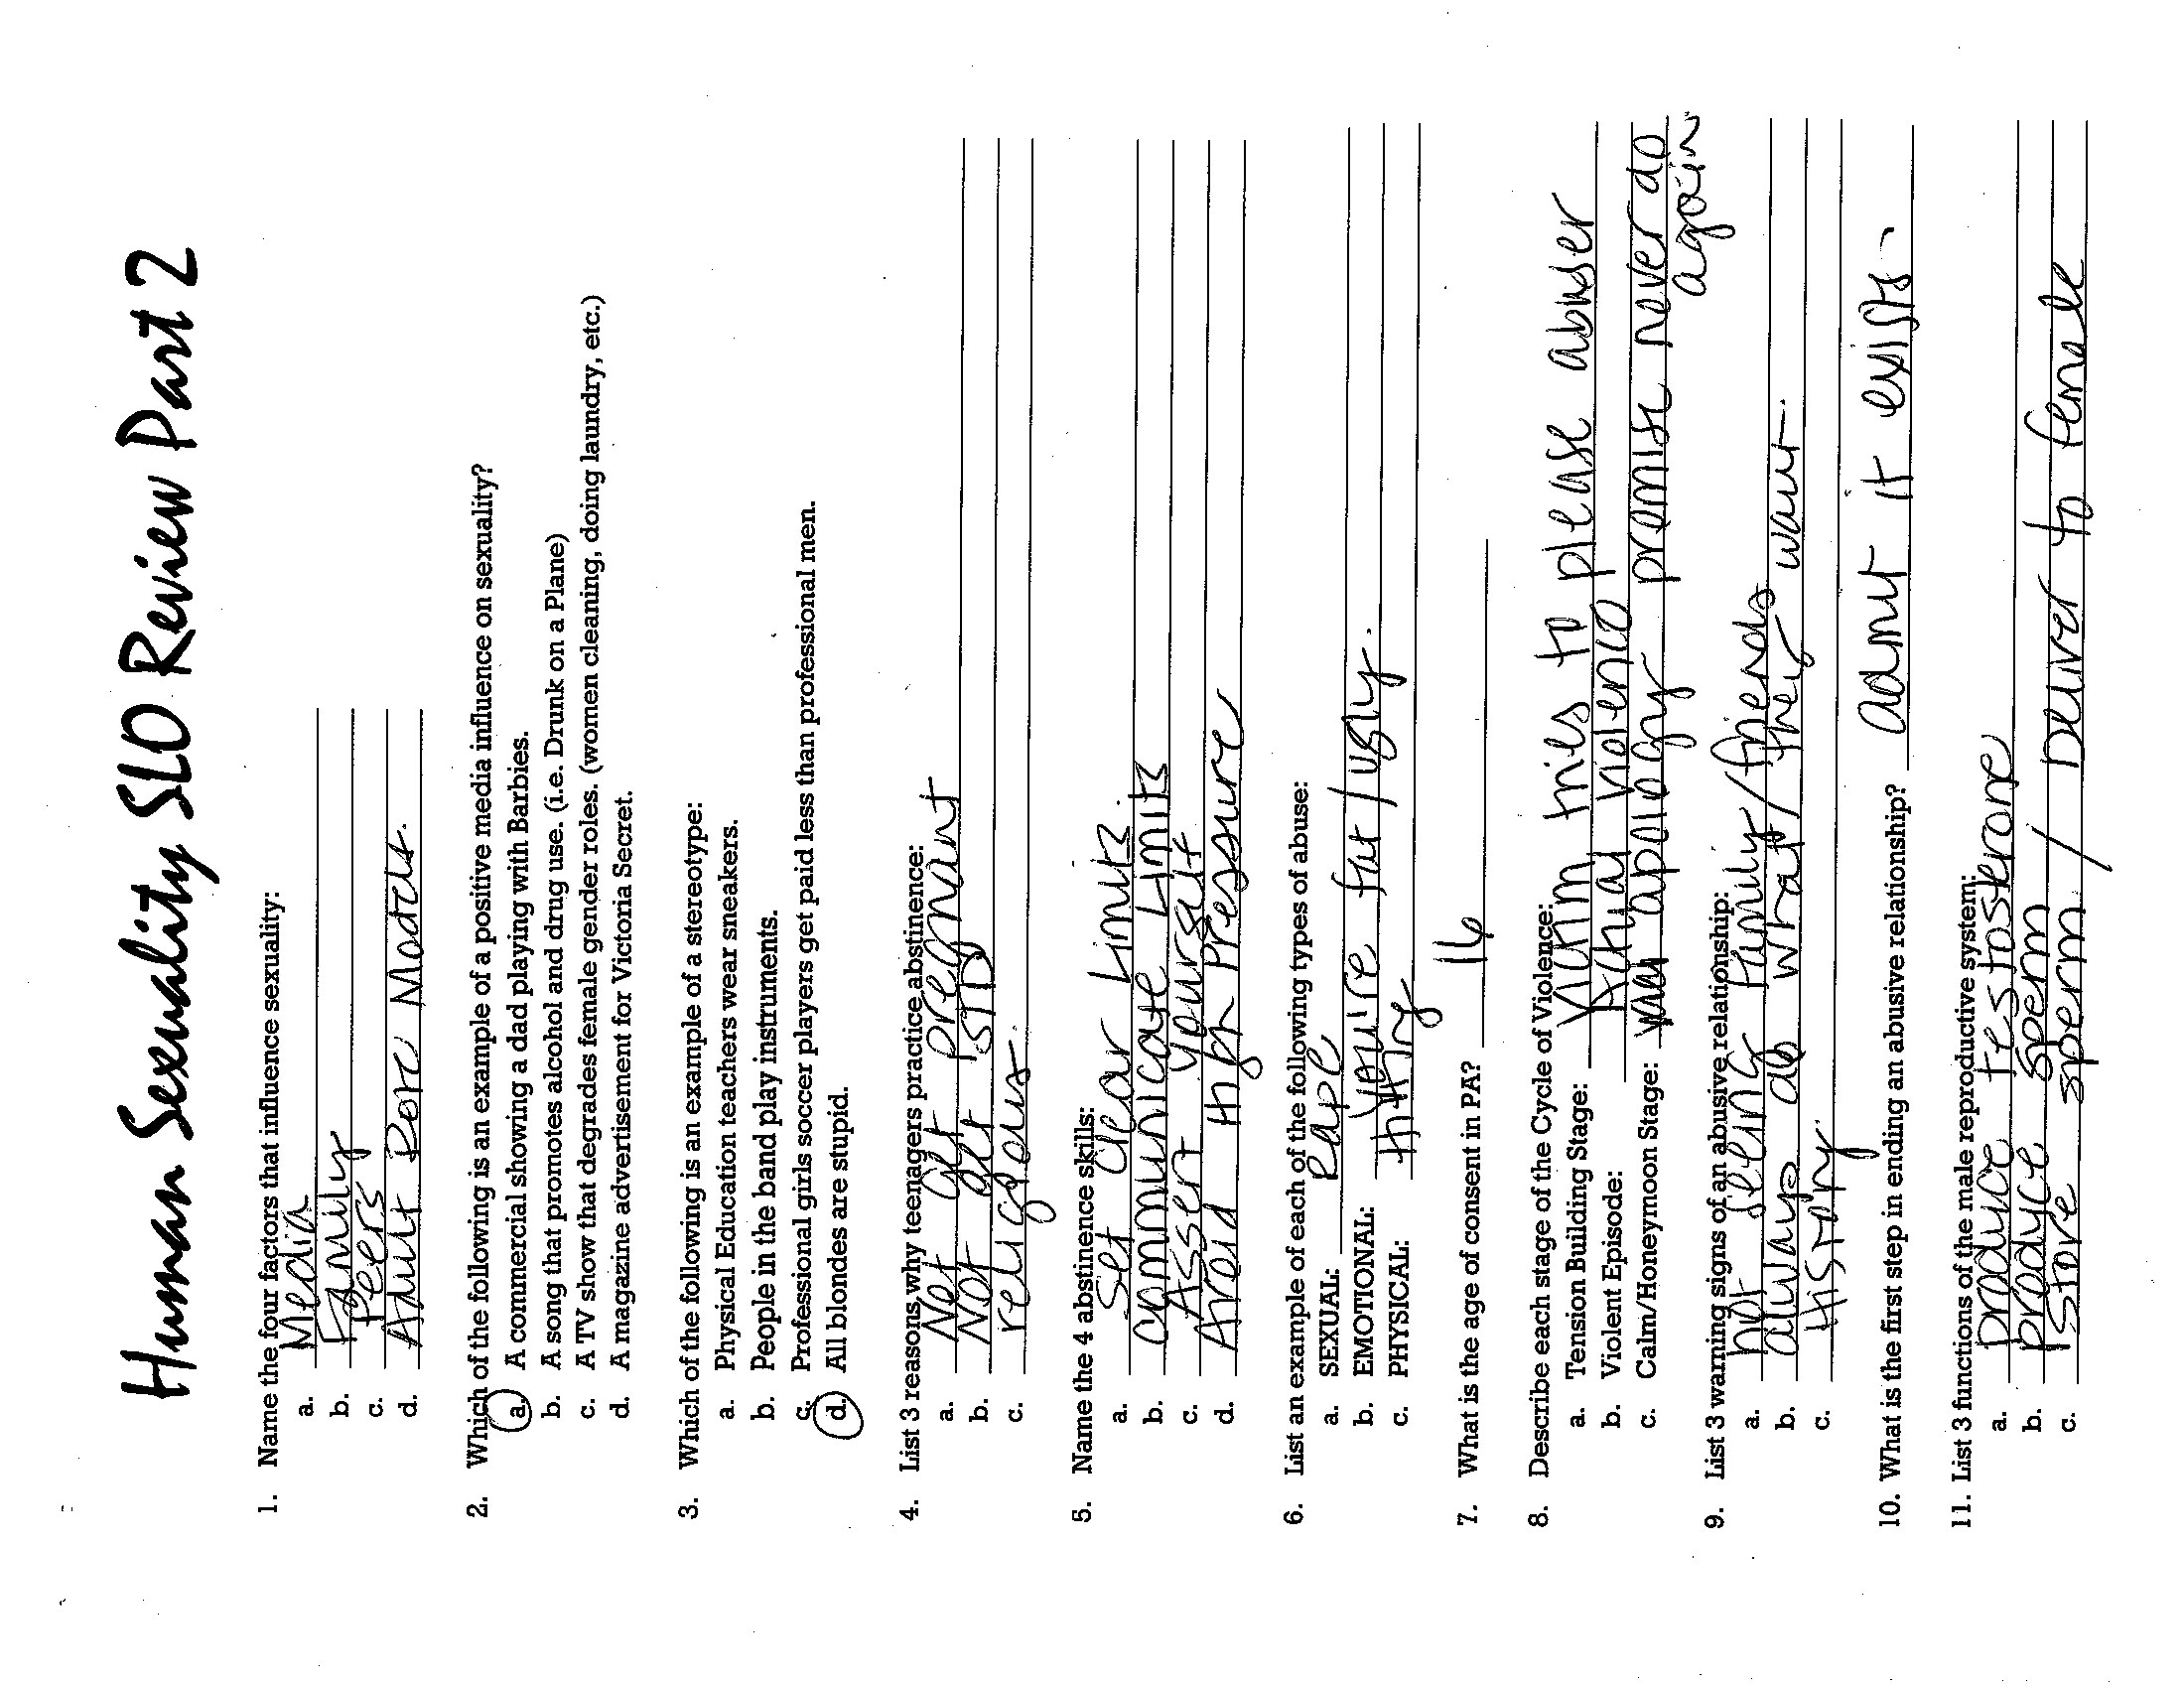 Human Sexuality SLO Review Part 2
1. Name the four factors that influence sexuality:
a. Media
b. Family
c. Peers
d. Adult Role Models.
2. Which of the following is an example of a positive media influence on sexuality?
a. A commercial showing a dad playing with Barbies.
b. A song that promotes alcohol and drug use. (i.e. Drunk on a Plane)
c. A TV show that degrades female gender roles. (women cleaning, doing laundry, etc.)
d. A magazine advertisement for Victoria Secret.
3. Which of the following is an example of a stereotype:
a. Physical Education teachers wear sneakers.
b. People in the band play instruments.
c. Professional girls soccer players get paid less than professional men.
d. All blondes are stupid.
4. List 3 reasons why teenagers practice abstinence:
a. Not get pregnant
b. Not get STD
c. religous.
5. Name the 4 abstinence skills:
a. Set Clear Limits.
b. Communicate Limits
c. Assert Yourself
d. Avoid high Pressure
6. List an example of each of the following types of abuse:
a. SEXUAL: Rape
b. EMOTIONAL: You're fat / ugly.
c. PHYSICAL: Hitting
7. What is the age of consent in PA? 16
8. Describe each stage of the Cycle of Violence:
a. Tension Building Stage: Victim tries to please abuser
b. Violent Episode: Actual violence
c. Calm/Honeymoon Stage: apology promise never do
again
9. List 3 warning signs of an abusive relationship:
a. not seeing family/friends
b. always do what they want.
c. History.
10. What is the first step in ending an abusive relationship? admit it exists.
11. List 3 functions of the male reproductive system:
a. produce testosterone
b. produce sperm
c. store sperm / Deliver to female